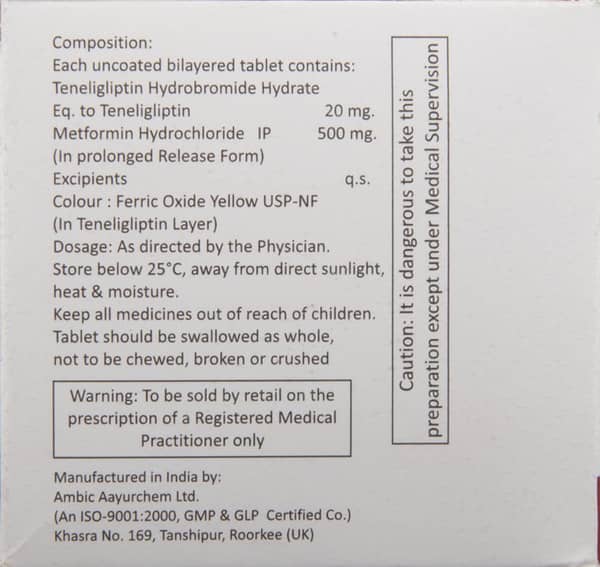 Composition:
Each uncoated bilayered tablet contains:
Teneligliptin Hydrobromide Hydrate
Eq. to Teneligliptin 20 mg.
Metformin Hydrochloride IP 500 mg.
(In prolonged Release Form)
Excipients q.s.
Colour : Ferric Oxide Yellow USP-NF
(In Teneligliptin Layer)
Dosage: As directed by the Physician.
Store below 25°C, away from direct sunlight,
heat & moisture.
Keep all medicines out of reach of children.
Tablet should be swallowed as whole,
not to be chewed, broken or crushed
Warning: To be sold by retail on the
prescription of a Registered Medical
Practitioner only
Manufactured in India by:
Ambic Aayurchem Ltd.
(An ISO-9001:2000, GMP & GLP Certified Co.)
Khasra No. 169, Tanshipur, Roorkee (UK)
Caution: It is dangerous to take this
preparation except under Medical Supervision